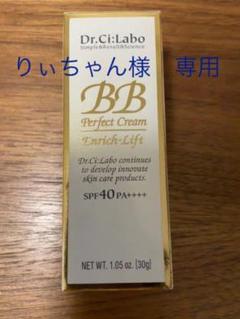 Dr.Ci:Labo
Simple&Result&Science
りぃちゃん様 専用
BB
Perfect Cream
Enrich-Lift
Dr.Ci:Labo continues
to develop innovate
skin care products.
SPF40 PA++++
NET WT. 1.05 oz. (30g)